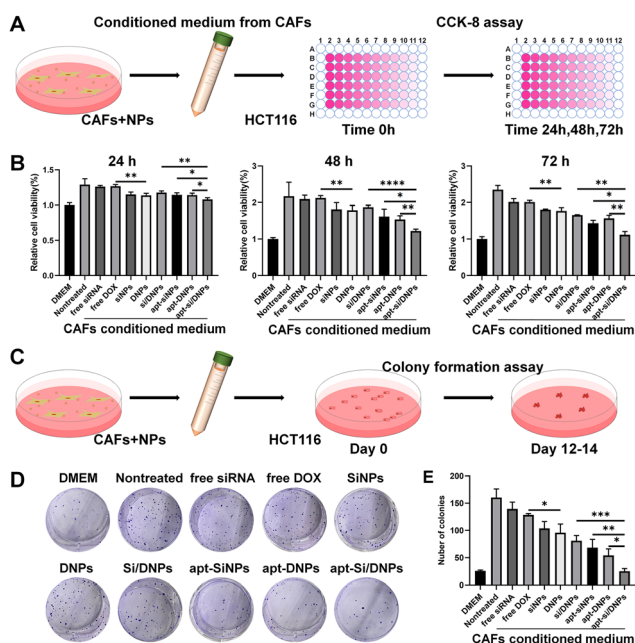 A
Conditioned medium from CAFs
CCK-8 assay
1 2 3 4 5 6 7 8 9 10 11 12
A
B
C
D
E
F
G
H
1 2 3 4 5 6 7 8 9 10 11 12
A
B
C
D
E
F
G
H
CAFs+NPs
HCT116
Time 0h
Time 24h,48h,72h
B
24 h
Relative cell viability(%)
2.0
1.5
1.0
0.5
0.0
**
**
*
*
DMEM
Nontreated
free siRNA
free DOX
siNPs
DNPs
si/DNPs
apt-siNPs
apt-DNPs
apt-si/DNPs
CAFs conditioned medium
48 h
Relative cell viability(%)
3
2
1
0
**
****
*
**
DMEM
Nontreated
free siRNA
free DOX
siNPs
DNPs
si/DNPs
apt-siNPs
apt-DNPs
apt-si/DNPs
CAFs conditioned medium
72 h
Relative cell viability(%)
3
2
1
0
**
**
*
**
DMEM
Nontreated
free siRNA
free DOX
siNPs
DNPs
si/DNPs
apt-siNPs
apt-DNPs
apt-si/DNPs
CAFs conditioned medium
C
Colony formation assay
CAFs+NPs
HCT116
Day 0
Day 12-14
D
DMEM Nontreated free siRNA free DOX SiNPs
DNPs Si/DNPs apt-SiNPs apt-DNPs apt-Si/DNPs
E
Nuber of colonies
200
150
100
50
0
*
***
**
*
DMEM
Nontreated
free siRNA
free DOX
siNPs
DNPs
si/DNPs
apt-siNPs
apt-DNPs
apt-si/DNPs
CAFs conditioned medium